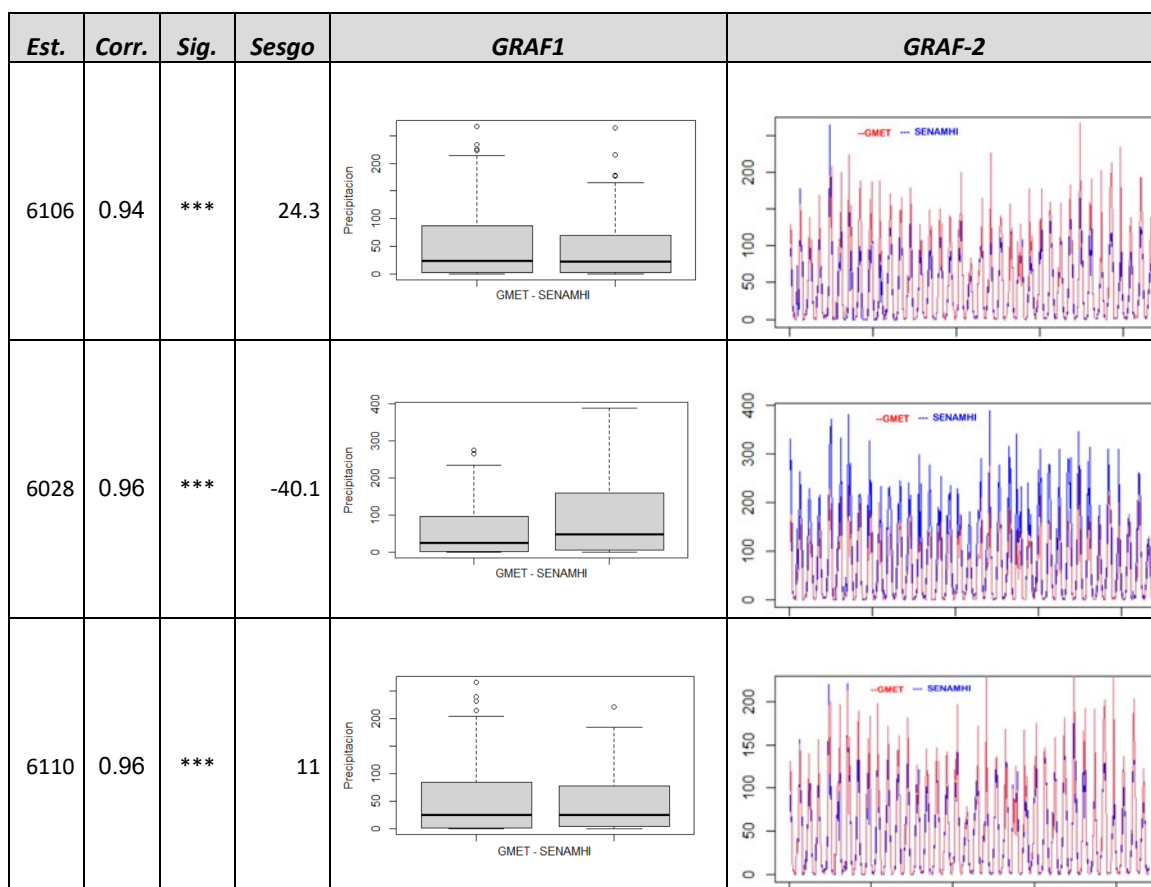 Est. Corr. Sig. Sesgo GRAF1 GRAF-2
6106 0.94 *** 24.3
Precipitacion
200
100
50
0
GMET - SENAMHI
--GMET --- SENAMHI
200
150
100
50
0
6028 0.96 *** -40.1
Precipitacion
400
300
200
100
0
GMET - SENAMHI
--GMET --- SENAMHI
400
300
200
100
0
6110 0.96 *** 11
Precipitacion
200
100
50
0
GMET - SENAMHI
--GMET --- SENAMHI
200
150
100
50
0